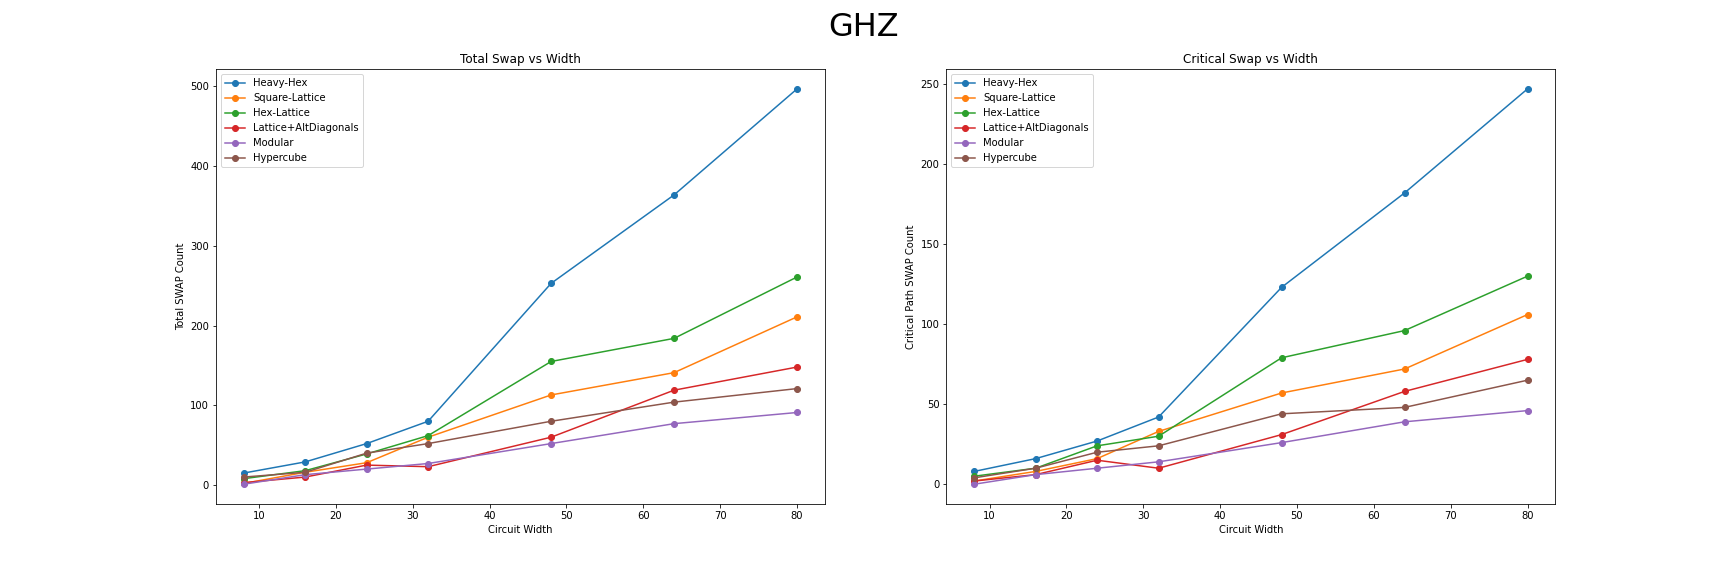 GHZ
Total Swap vs Width
Heavy-Hex
Square-Lattice
Hex-Lattice
Lattice+AltDiagonals
Modular
Hypercube
500
400
300
200
100
0
Total SWAP Count
10 20 30 40 50 60 70 80
Circuit Width
Critical Swap vs Width
Heavy-Hex
Square-Lattice
Hex-Lattice
Lattice+AltDiagonals
Modular
Hypercube
250
200
150
100
50
0
Critical Path SWAP Count
10 20 30 40 50 60 70 80
Circuit Width